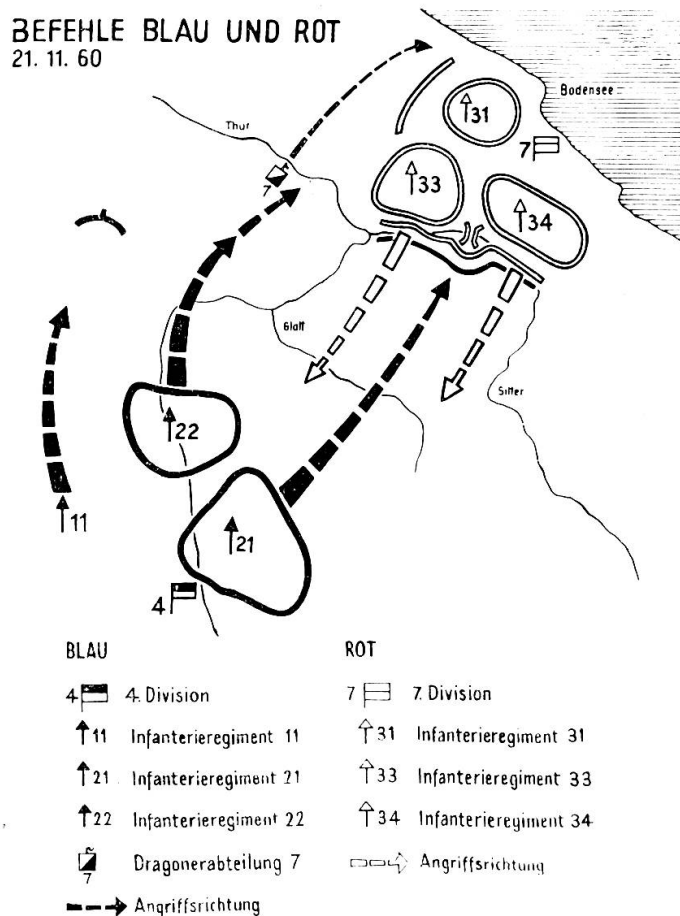 BEFEHLE BLAU UND ROT
21. 11. 60
Bodensee
Thur
31
7
7
33
34
Glatt
Sitter
22
11
21
4
BLAU
4 4. Division
11 Infanterieregiment 11
21 Infanterieregiment 21
22 Infanterieregiment 22
7 Dragonerabteilung 7
Angriffsrichtung
ROT
7 7. Division
31 Infanterieregiment 31
33 Infanterieregiment 33
34 Infanterieregiment 34
Angriffsrichtung